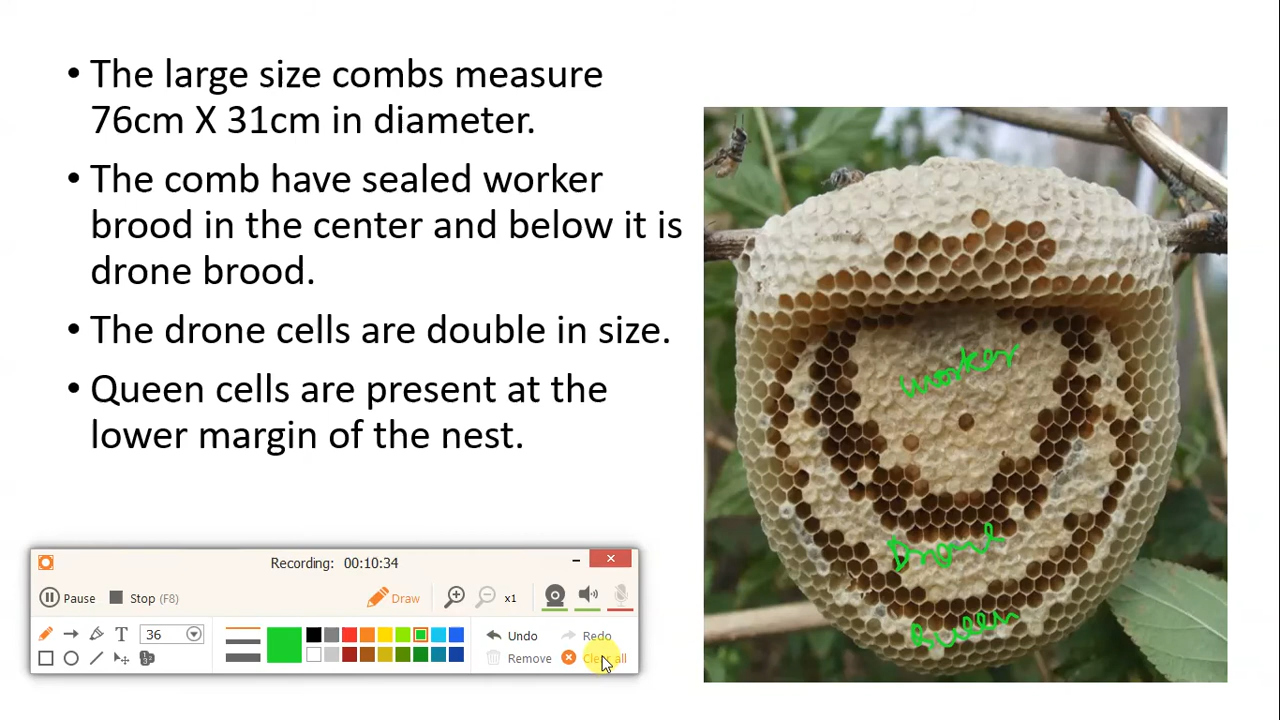 • The large size combs measure
76cm X 31cm in diameter.
• The comb have sealed worker
brood in the center and below it is
drone brood.
• The drone cells are double in size.
• Queen cells are present at the
lower margin of the nest.
worker
Drone
Queen
Recording: 00:10:34
Pause Stop (F8) Draw x1
T 36 Undo Redo
Remove Clear all